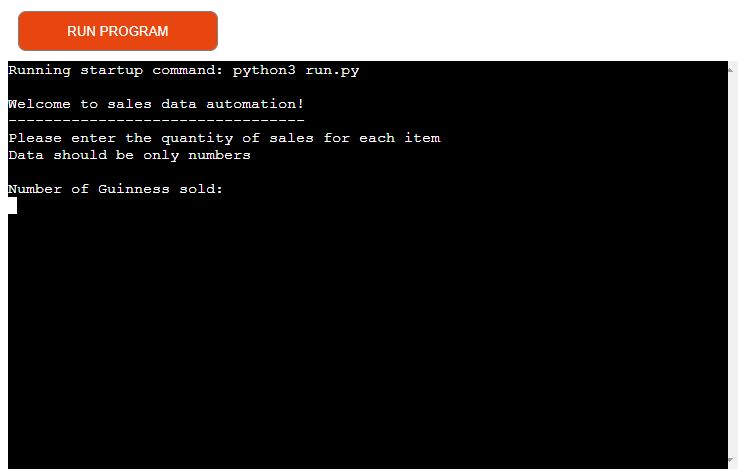 RUN PROGRAM
Running startup command: python3 run.py
Welcome to sales data automation!
---------------------------------
Please enter the quantity of sales for each item
Data should be only numbers
Number of Guinness sold: